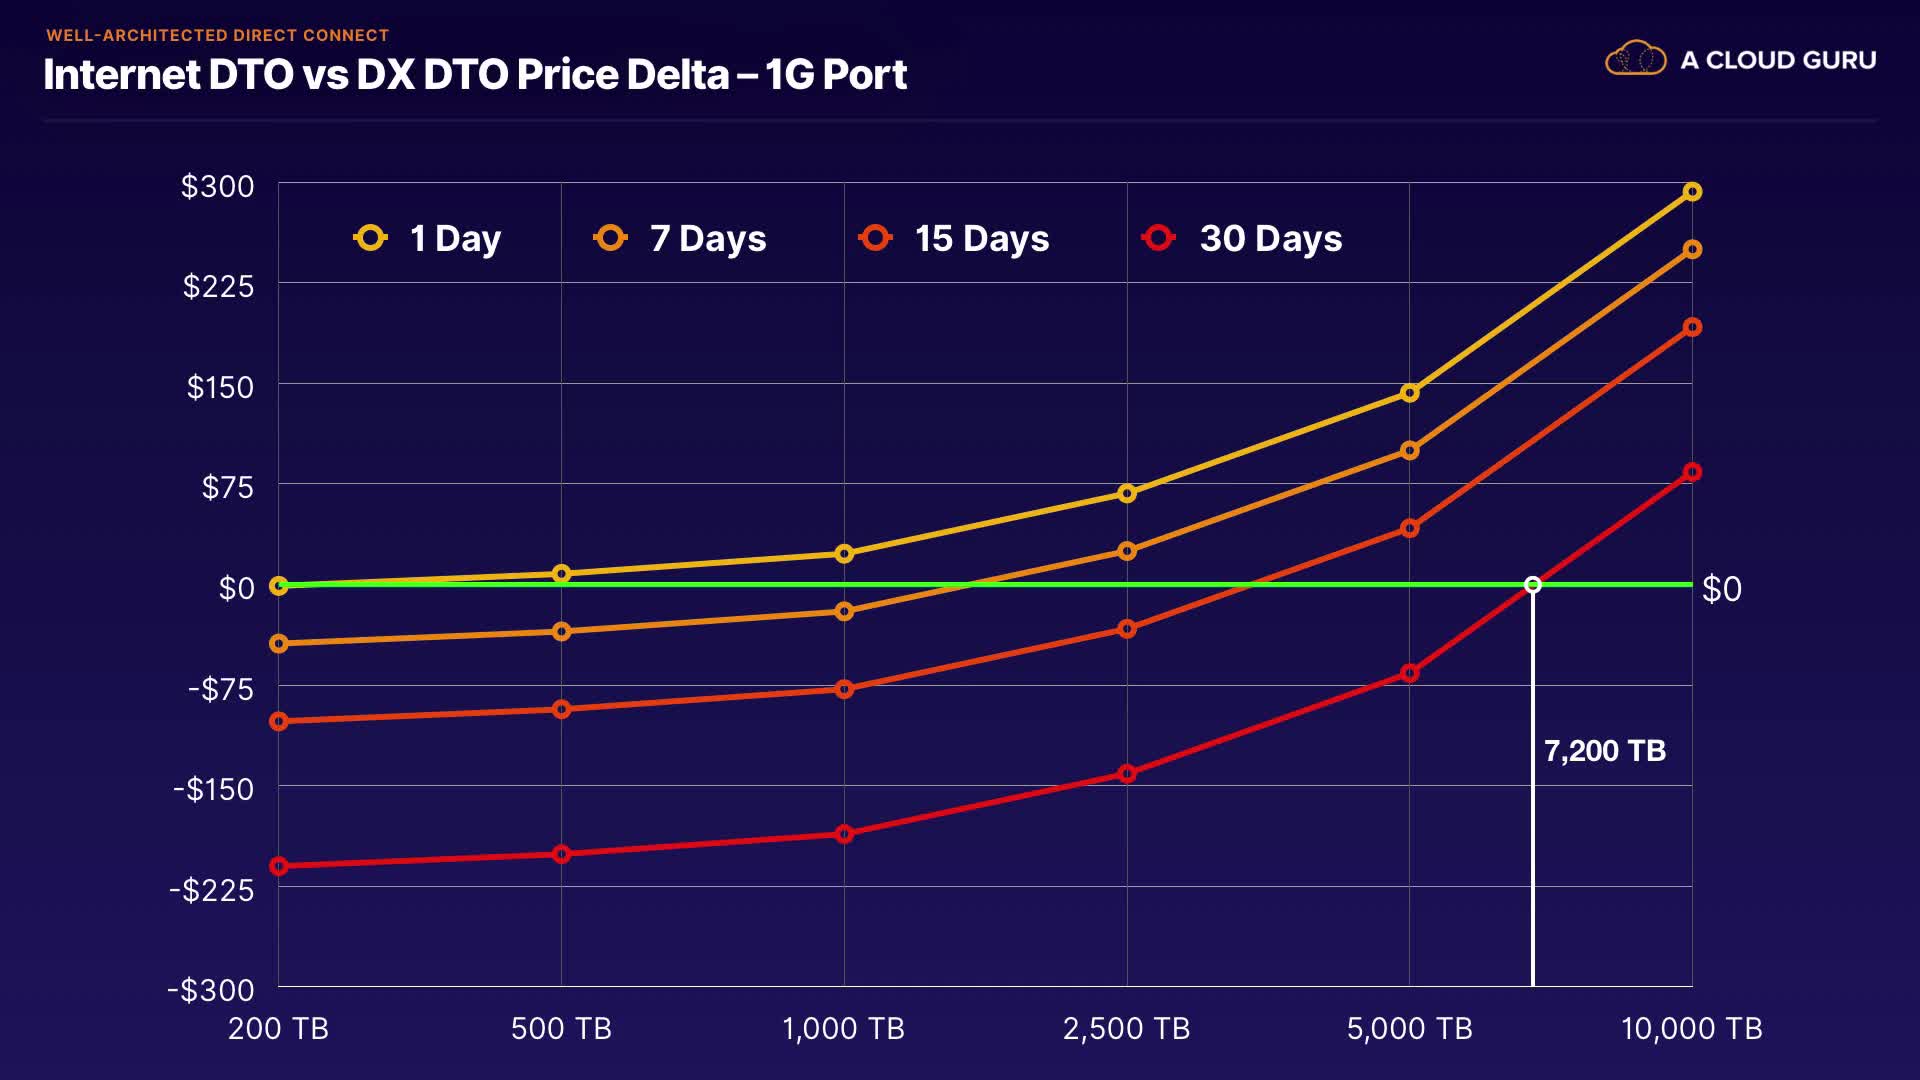 WELL-ARCHITECTED DIRECT CONNECT
Internet DTO vs DX DTO Price Delta – 1G Port
A CLOUD GURU
$300
1 Day
7 Days
15 Days
30 Days
$225
$150
$75
$0
$0
-$75
7,200 TB
-$150
-$225
-$300
200 TB
500 TB
1,000 TB
2,500 TB
5,000 TB
10,000 TB